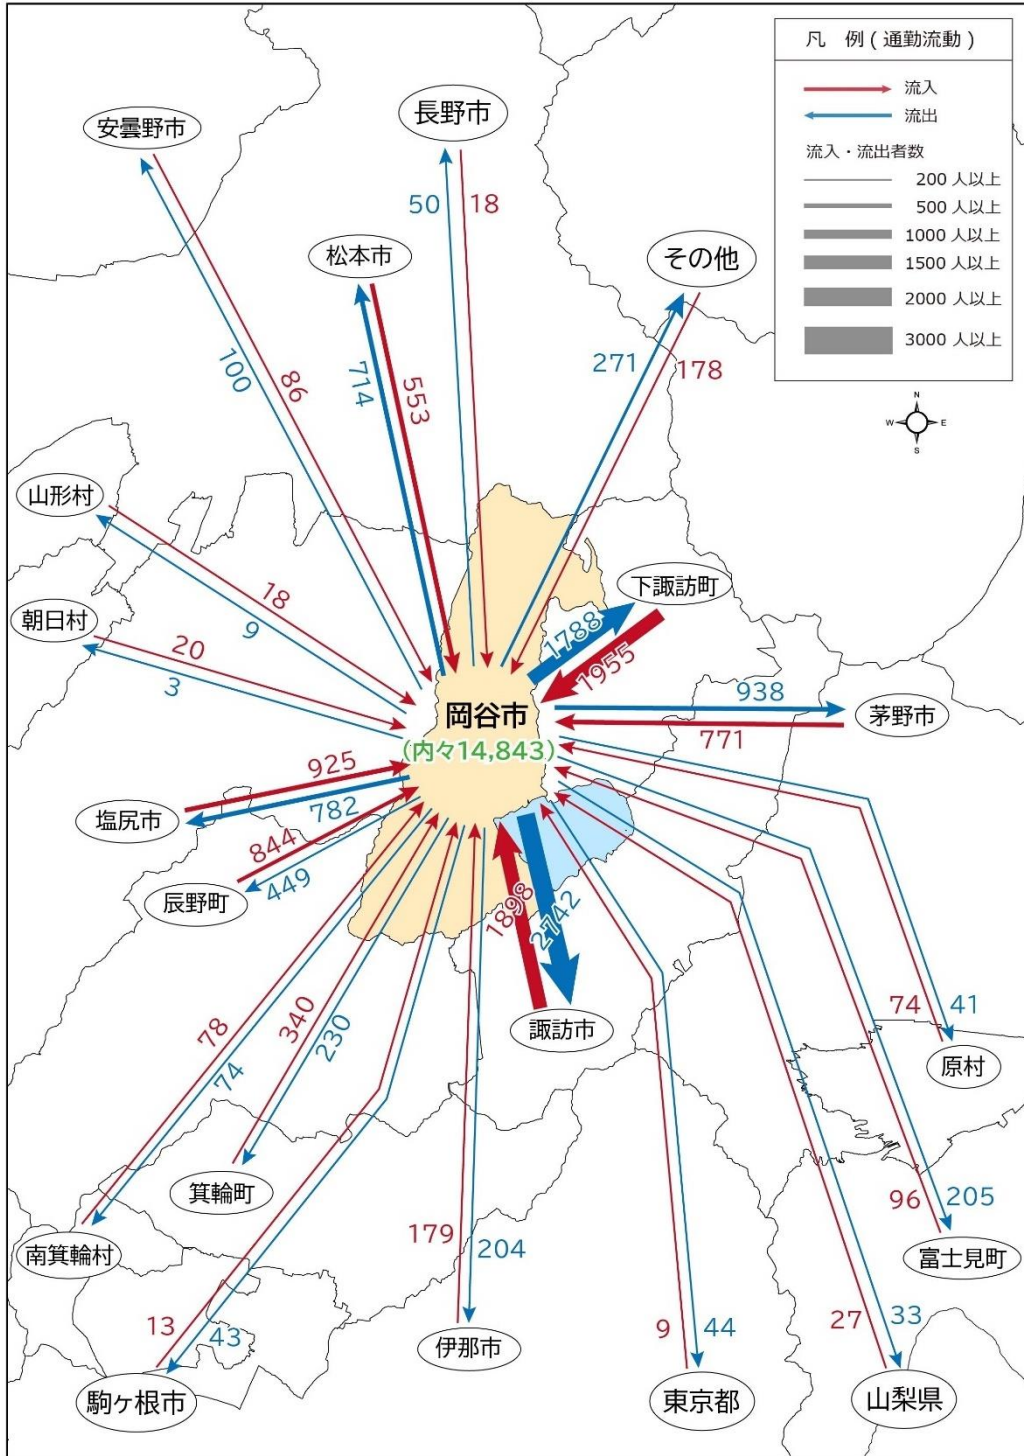 凡 例 ( 通勤流動 )
流入
流出
流入・流出者数
200 人以上
500 人以上
1000 人以上
1500 人以上
2000 人以上
3000 人以上
N
W
E
S
安曇野市
長野市
松本市
その他
50
18
100
86
714
553
271
178
山形村
18
9
朝日村
20
3
下諏訪町
1788
1955
岡谷市
(内々14,843)
938
茅野市
771
塩尻市
925
782
辰野町
844
449
1898
2742
諏訪市
74
41
原村
78
74
340
230
箕輪町
南箕輪村
179
204
伊那市
96
205
富士見町
13
43
駒ヶ根市
9
44
東京都
27
33
山梨県